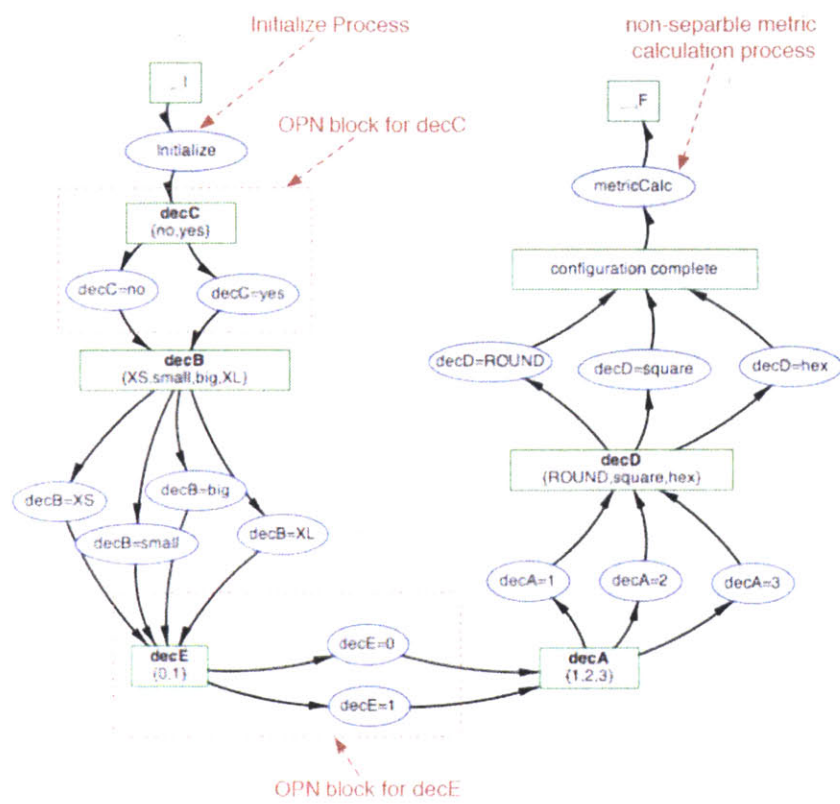 Initialize Process
non-separble metric
calculation process
__I
__F
OPN block for decC
Initialize
metricCalc
decC
{no,yes}
configuration complete
decC=no
decC=yes
decB
{XS,small,big,XL}
decD=ROUND
decD=square
decD=hex
decD
{ROUND,square,hex}
decB=XS
decB=big
decB=small
decB=XL
decA=1
decA=2
decA=3
decE
{0,1}
decE=0
decE=1
decA
{1,2,3}
OPN block for decE